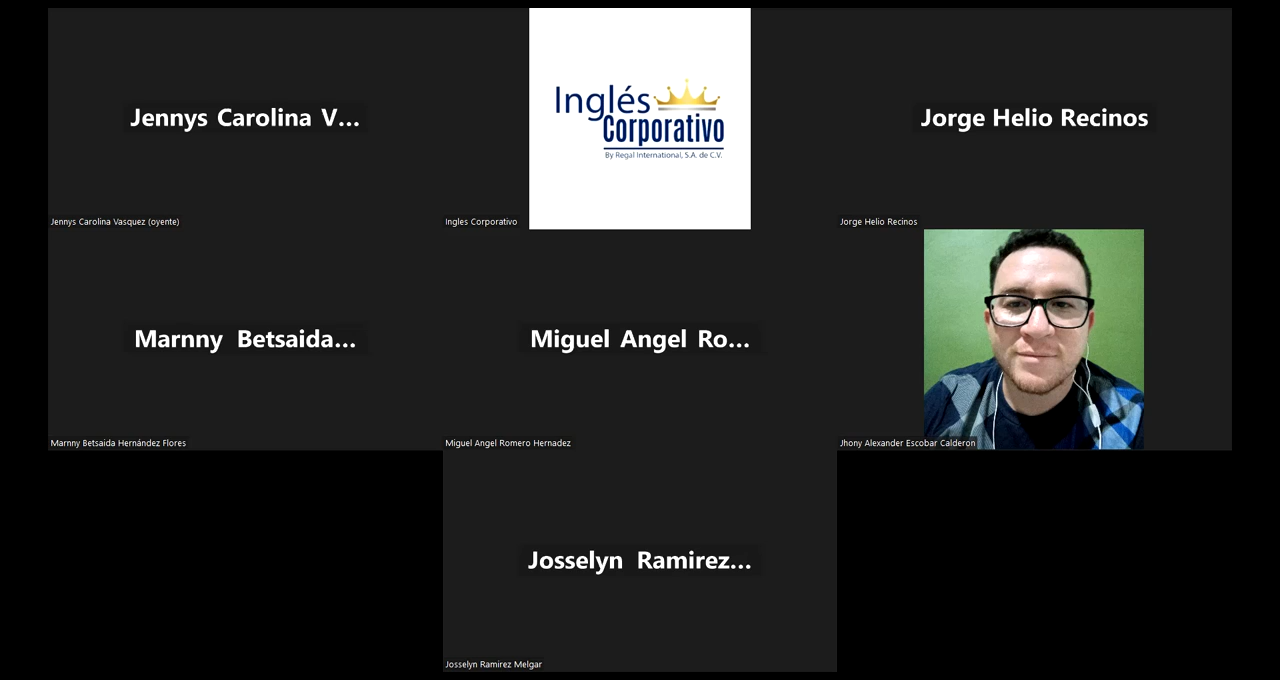 Jennys Carolina V...
Jennys Carolina Vasquez (oyente)
Inglés
Corporativo
By Regal International, S.A. de C.V.
Ingles Corporativo
Jorge Helio Recinos
Jorge Helio Recinos
Marnny Betsaida...
Marnny Betsaida Hernández Flores
Miguel Angel Ro...
Miguel Angel Romero Hernadez
Jhony Alexander Escobar Calderon
Josselyn Ramirez...
Josselyn Ramirez Melgar